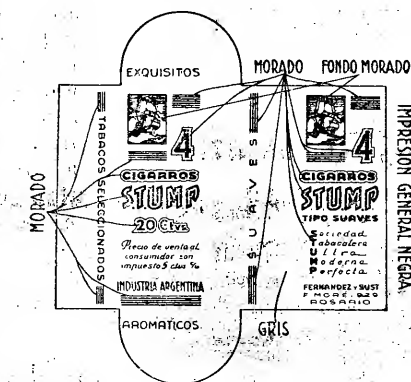 EXQUISITOS
MORADO
FONDO MORADO
4
CIGARROS
STUMP
20 Ctvs
Precio de venta al
consumidor con
impuesto 5 ctvs %
INDUSTRIA ARGENTINA
AROMATICOS
TABACOS SELECCIONADOS
MORADO
SUAVES
4
CIGARROS
STUMP
TIPO SUAVES
Sociedad
Tabacalera
Ultra
Moderna
Perfecta
FERNANDEZ Y SUST
F. MORÉ. 929
ROSARIO
GRIS
IMPRESION GENERAL NEGRA